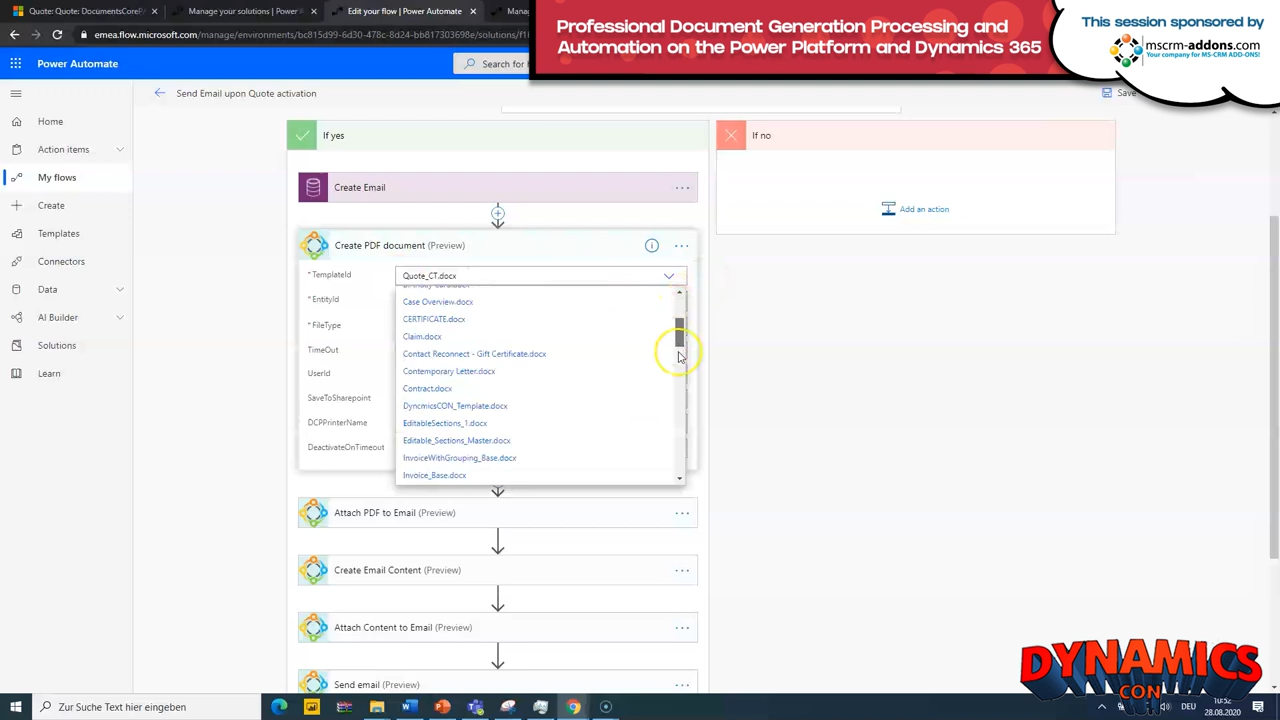 Quote: Quote: DocumentsCorePa
Manage your solutions | Power A
Edit your flow | Power Automate
emea.flow.microsoft.com/manage/environments/
Professional Document Generation Processing and
Automation on the Power Platform and Dynamics 365
This session sponsored by
mscrm-addons.com
Your company for MS-CRM ADD-ONS!
Power Automate
Search for
Send Email upon Quote activation
Save
Home
Action items
My flows
Create
Templates
Connectors
Data
AI Builder
Solutions
Learn
If yes
If no
Create Email
Add an action
Create PDF document (Preview)
* TemplateId
Quote_CT.docx
* EntityId
* FileType
TimeOut
UserId
SaveToSharepoint
DCPPrinterName
DeactivateOnTimeout
Case Overview.docx
CERTIFICATE.docx
Claim.docx
Contact Reconnect - Gift Certificate.docx
Contemporary Letter.docx
Contract.docx
DyncmicsCON_Template.docx
EditableSections_1.docx
Editable_Sections_Master.docx
InvoiceWithGrouping_Base.docx
Invoice_Base.docx
Attach PDF to Email (Preview)
Create Email Content (Preview)
Attach Content to Email (Preview)
Send email (Preview)
DYNAMICS
CON
Zur Suche Text hier eingeben
DEU
10:52
28.08.2020